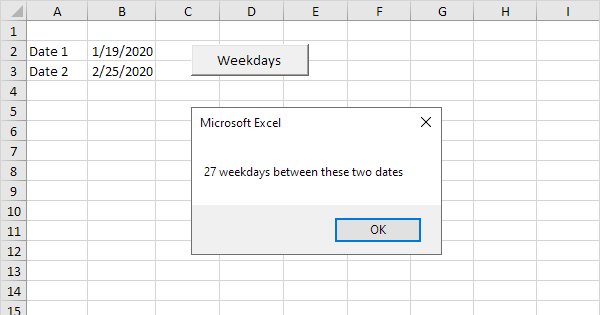 A B C D E F G H I
1
2 Date 1 1/19/2020 Weekdays
3 Date 2 2/25/2020
4
5
6 Microsoft Excel
7
8 27 weekdays between these two dates
9
10
11 OK
12
13
14
15